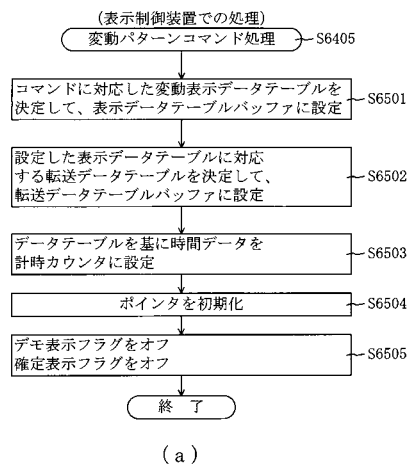 (表示制御装置での処理)
変動パターンコマンド処理
S6405
コマンドに対応した変動表示データテーブルを
決定して、表示データテーブルバッファに設定
S6501
設定した表示データテーブルに対応
する転送データテーブルを決定して、
転送データテーブルバッファに設定
S6502
データテーブルを基に時間データを
計時カウンタに設定
S6503
ポインタを初期化
S6504
デモ表示フラグをオフ
確定表示フラグをオフ
S6505
終 了
(a)